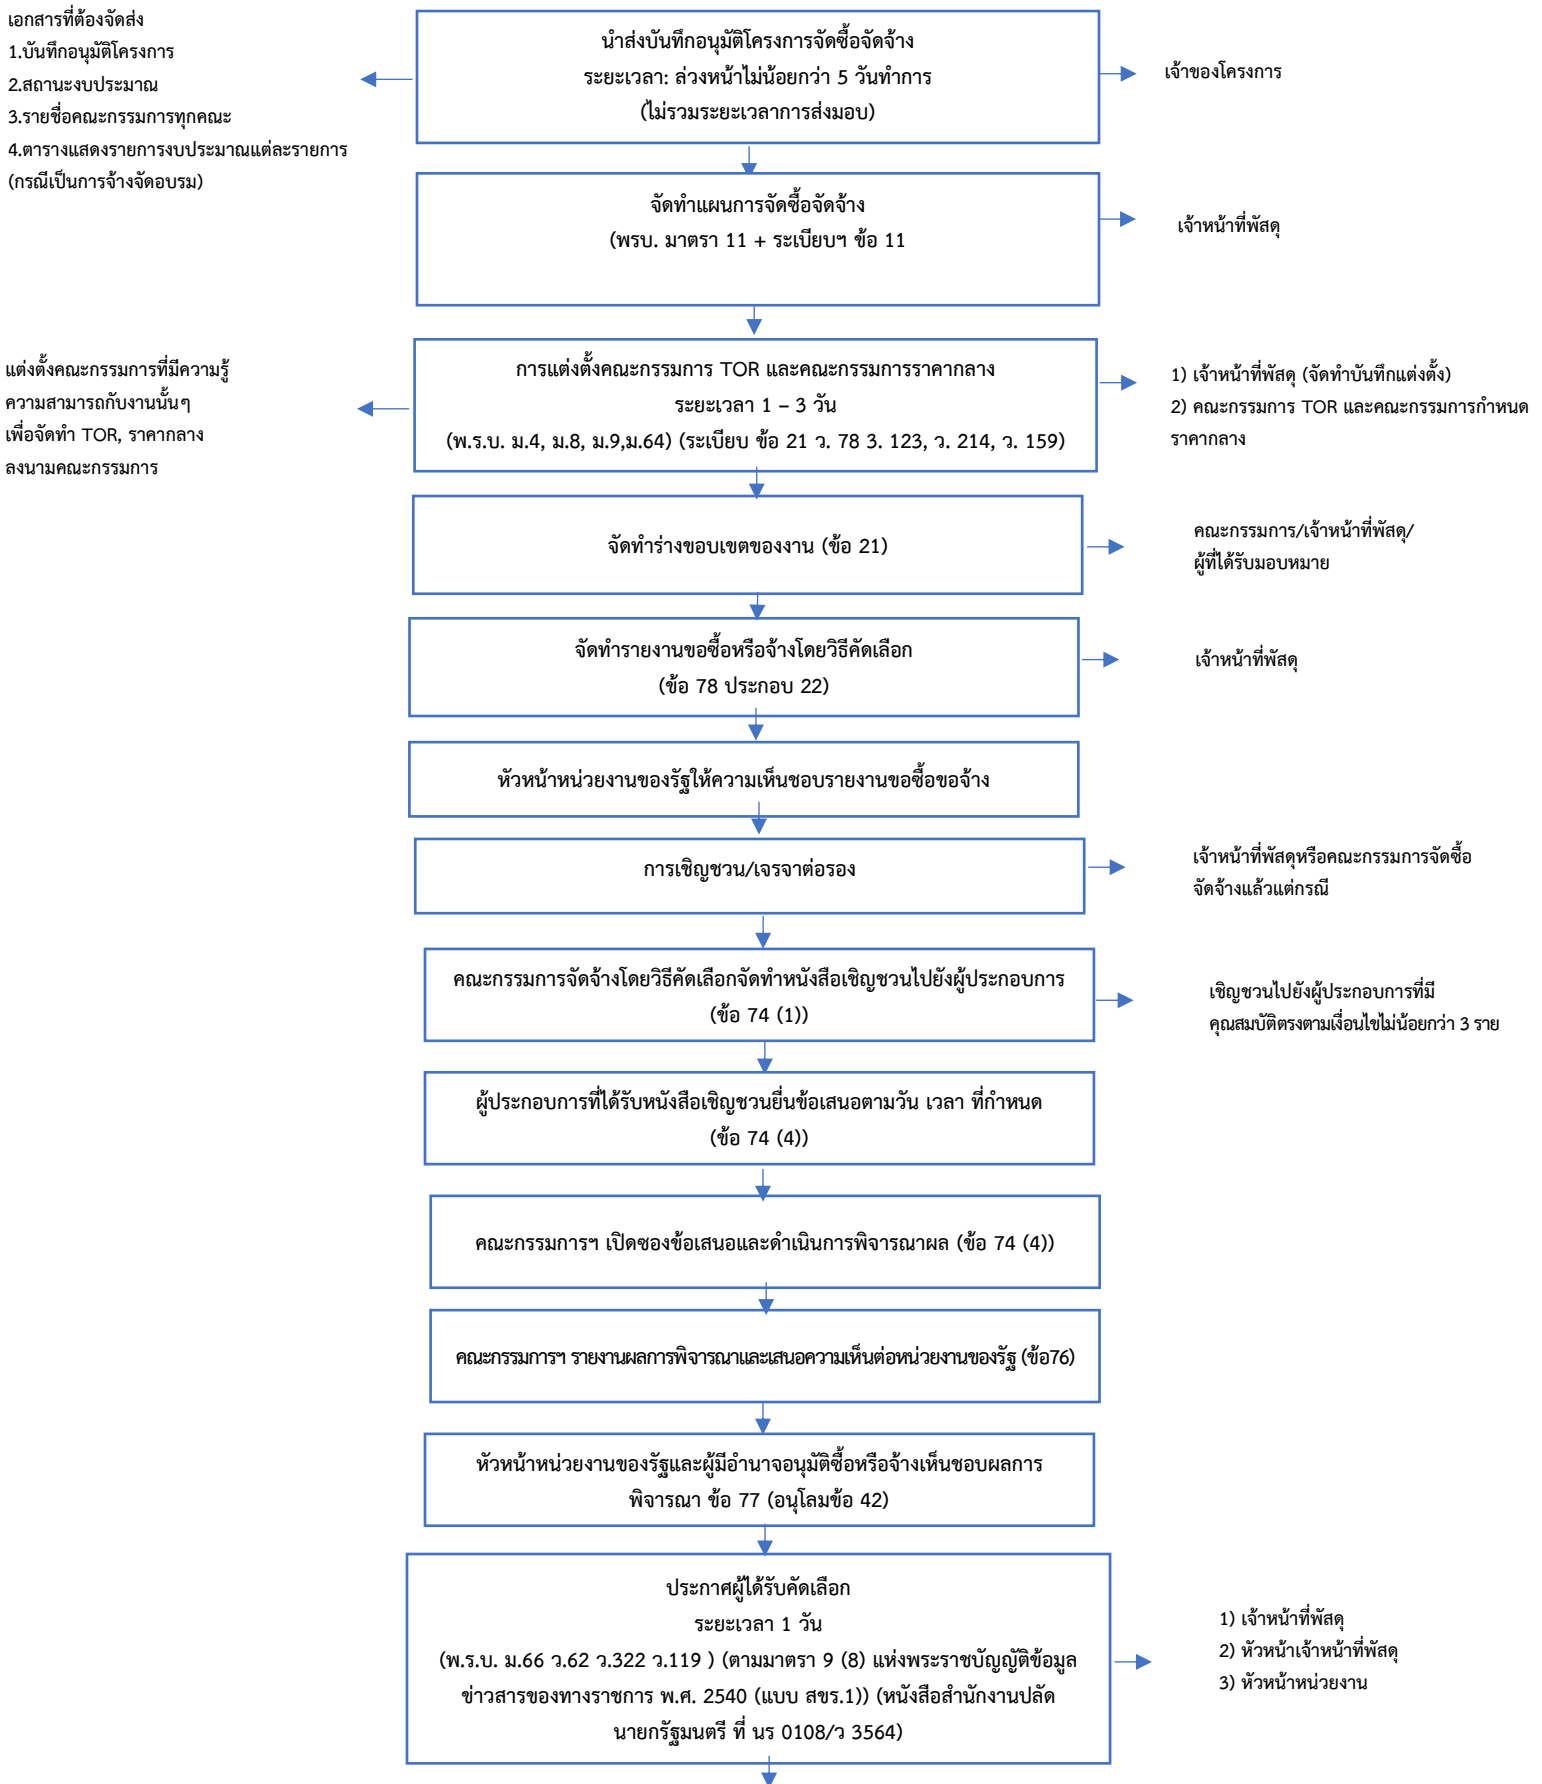 เอกสารที่ต้องจัดส่ง
1.บันทึกอนุมัติโครงการ
2.สถานะงบประมาณ
3.รายชื่อคณะกรรมการทุกคณะ
4.ตารางแสดงรายการงบประมาณแต่ละรายการ
(กรณีเป็นการจ้างจัดอบรม)
นำส่งบันทึกอนุมัติโครงการจัดซื้อจัดจ้าง
ระยะเวลา: ล่วงหน้าไม่น้อยกว่า 5 วันทำการ
(ไม่รวมระยะเวลาการส่งมอบ)
เจ้าของโครงการ
จัดทำแผนการจัดซื้อจัดจ้าง
(พรบ. มาตรา 11 + ระเบียบฯ ข้อ 11
เจ้าหน้าที่พัสดุ
แต่งตั้งคณะกรรมการที่มีความรู้
ความสามารถกับงานนั้นๆ
เพื่อจัดทำ TOR, ราคากลาง
ลงนามคณะกรรมการ
การแต่งตั้งคณะกรรมการ TOR และคณะกรรมการราคากลาง
ระยะเวลา 1 – 3 วัน
(พ.ร.บ. ม.4, ม.8, ม.9,ม.64) (ระเบียบ ข้อ 21 ว. 78 3. 123, ว. 214, ว. 159)
1) เจ้าหน้าที่พัสดุ (จัดทำบันทึกแต่งตั้ง)
2) คณะกรรมการ TOR และคณะกรรมการกำหนด
ราคากลาง
จัดทำร่างขอบเขตของงาน (ข้อ 21)
คณะกรรมการ/เจ้าหน้าที่พัสดุ/
ผู้ที่ได้รับมอบหมาย
จัดทำรายงานขอซื้อหรือจ้างโดยวิธีคัดเลือก
(ข้อ 78 ประกอบ 22)
เจ้าหน้าที่พัสดุ
หัวหน้าหน่วยงานของรัฐให้ความเห็นชอบรายงานขอซื้อขอจ้าง
การเชิญชวน/เจรจาต่อรอง
เจ้าหน้าที่พัสดุหรือคณะกรรมการจัดซื้อ
จัดจ้างแล้วแต่กรณี
คณะกรรมการจัดจ้างโดยวิธีคัดเลือกจัดทำหนังสือเชิญชวนไปยังผู้ประกอบการ
(ข้อ 74 (1))
เชิญชวนไปยังผู้ประกอบการที่มี
คุณสมบัติตรงตามเงื่อนไขไม่น้อยกว่า 3 ราย
ผู้ประกอบการที่ได้รับหนังสือเชิญชวนยื่นข้อเสนอตามวัน เวลา ที่กำหนด
(ข้อ 74 (4))
คณะกรรมการฯ เปิดซองข้อเสนอและดำเนินการพิจารณาผล (ข้อ 74 (4))
คณะกรรมการฯ รายงานผลการพิจารณาและเสนอความเห็นต่อหน่วยงานของรัฐ (ข้อ76)
หัวหน้าหน่วยงานของรัฐและผู้มีอำนาจอนุมัติซื้อหรือจ้างเห็นชอบผลการ
พิจารณา ข้อ 77 (อนุโลมข้อ 42)
ประกาศผู้ได้รับคัดเลือก
ระยะเวลา 1 วัน
(พ.ร.บ. ม.66 ว.62 ว.322 ว.119 ) (ตามมาตรา 9 (8) แห่งพระราชบัญญัติข้อมูล
ข่าวสารของทางราชการ พ.ศ. 2540 (แบบ สขร.1)) (หนังสือสำนักงานปลัด
นายกรัฐมนตรี ที่ นร 0108/ว 3564)
1) เจ้าหน้าที่พัสดุ
2) หัวหน้าเจ้าหน้าที่พัสดุ
3) หัวหน้าหน่วยงาน